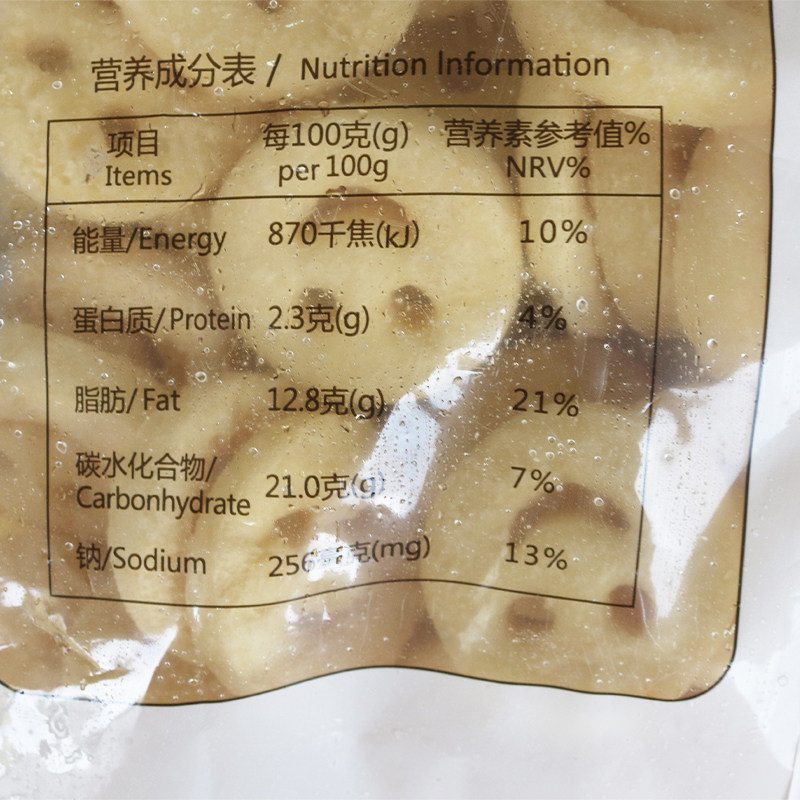 营养成分表/ Nutrition Information
项目 每100克(g) 营养素参考值%
Items per 100g NRV%
能量/Energy 870千焦(kJ) 10%
蛋白质/Protein 2.3克(g) 4%
脂肪/Fat 12.8克(g) 21%
碳水化合物/
Carbonhydrate 21.0克(g) 7%
钠/Sodium 256 克(mg) 13%